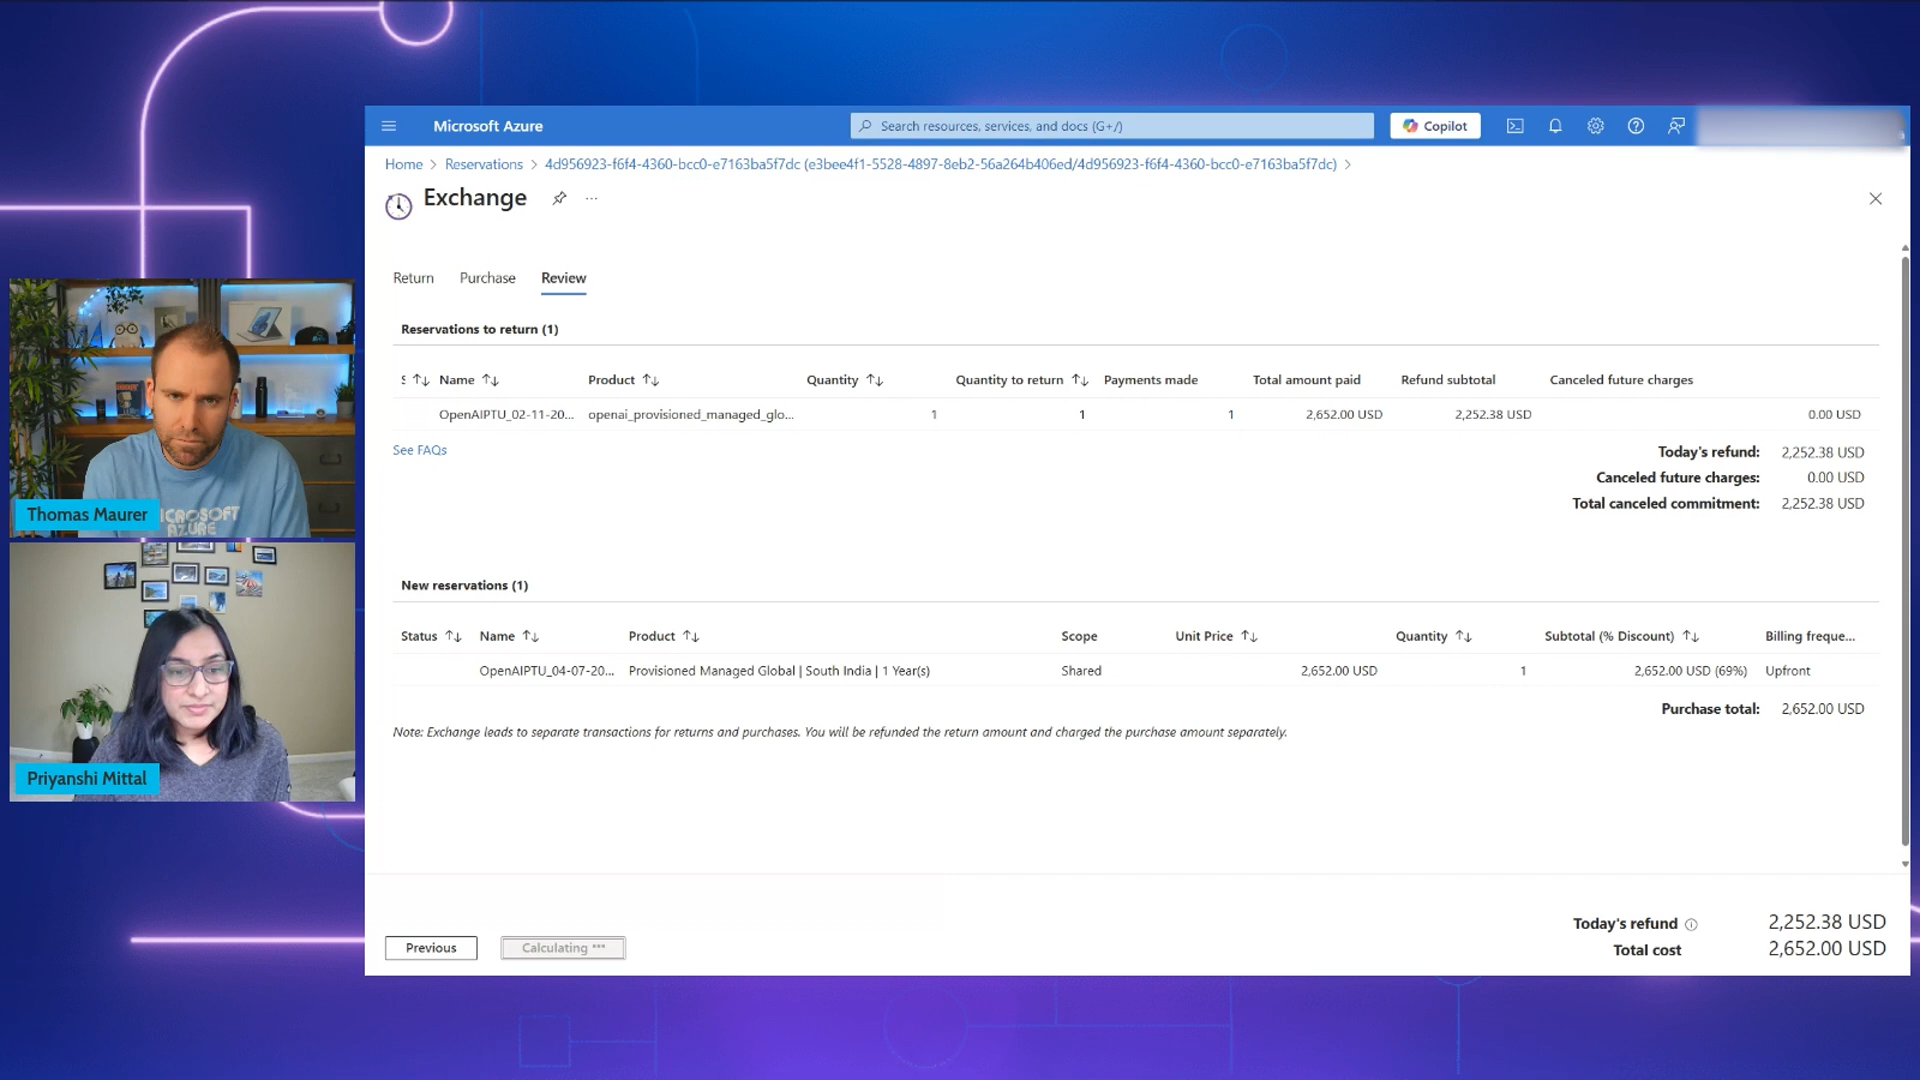 Microsoft Azure
Search resources, services, and docs (G+/)
Copilot
Home > Reservations > 4d956923-f6f4-4360-bcc0-e7163ba5f7dc (e3bee4f1-5528-4897-8eb2-56a264b406ed/4d956923-f6f4-4360-bcc0-e7163ba5f7dc) >
Exchange
Return Purchase Review
Reservations to return (1)
Name Product Quantity Quantity to return Payments made Total amount paid Refund subtotal Canceled future charges
OpenAIPTU_02-11-20... openai_provisioned_managed_glo... 1 1 1 2,652.00 USD 2,252.38 USD 0.00 USD
See FAQs
Today's refund: 2,252.38 USD
Canceled future charges: 0.00 USD
Total canceled commitment: 2,252.38 USD
New reservations (1)
Status Name Product Scope Unit Price Quantity Subtotal (% Discount) Billing freque...
OpenAIPTU_04-07-20... Provisioned Managed Global | South India | 1 Year(s) Shared 2,652.00 USD 1 2,652.00 USD (69%) Upfront
Purchase total: 2,652.00 USD
Note: Exchange leads to separate transactions for returns and purchases. You will be refunded the return amount and charged the purchase amount separately.
Previous
Calculating •••
Today's refund 2,252.38 USD
Total cost 2,652.00 USD
MICROSOFT
AZURE
Thomas Maurer
Priyanshi Mittal